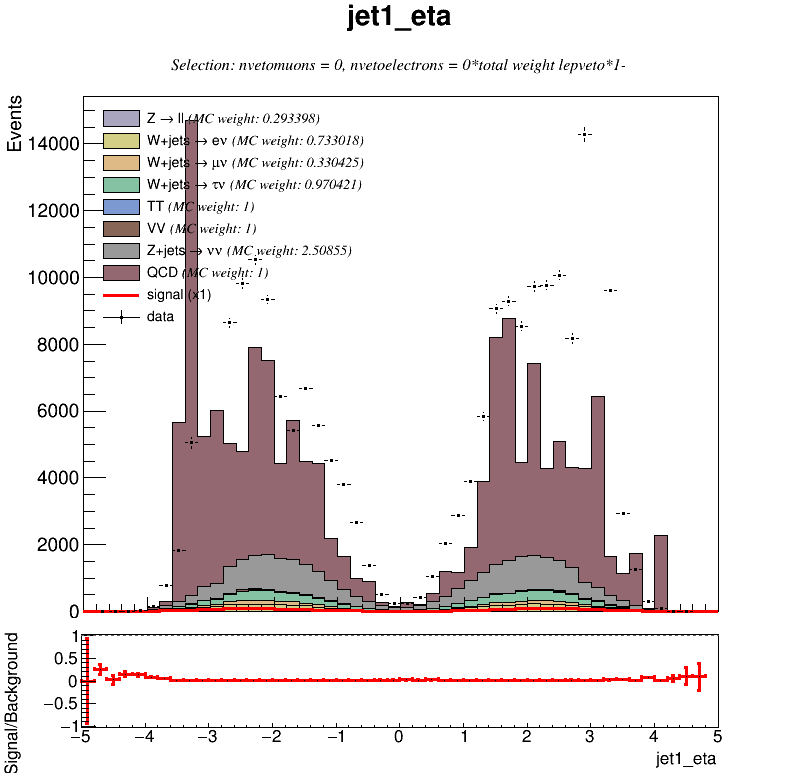 jet1_eta
Selection: nvetomuons = 0, nvetoelectrons = 0*total weight lepveto*1-
Events
14000
12000
10000
8000
6000
4000
2000
0
Z → ll (MC weight: 0.293398)
W+jets → eν (MC weight: 0.733018)
W+jets → μν (MC weight: 0.330425)
W+jets → τν (MC weight: 0.970421)
TT (MC weight: 1)
VV (MC weight: 1)
Z+jets → νν (MC weight: 2.50855)
QCD (MC weight: 1)
signal (x1)
data
Signal/Background
1
0.5
0
−0.5
−1
−5 −4 −3 −2 −1 0 1 2 3 4 5
jet1_eta